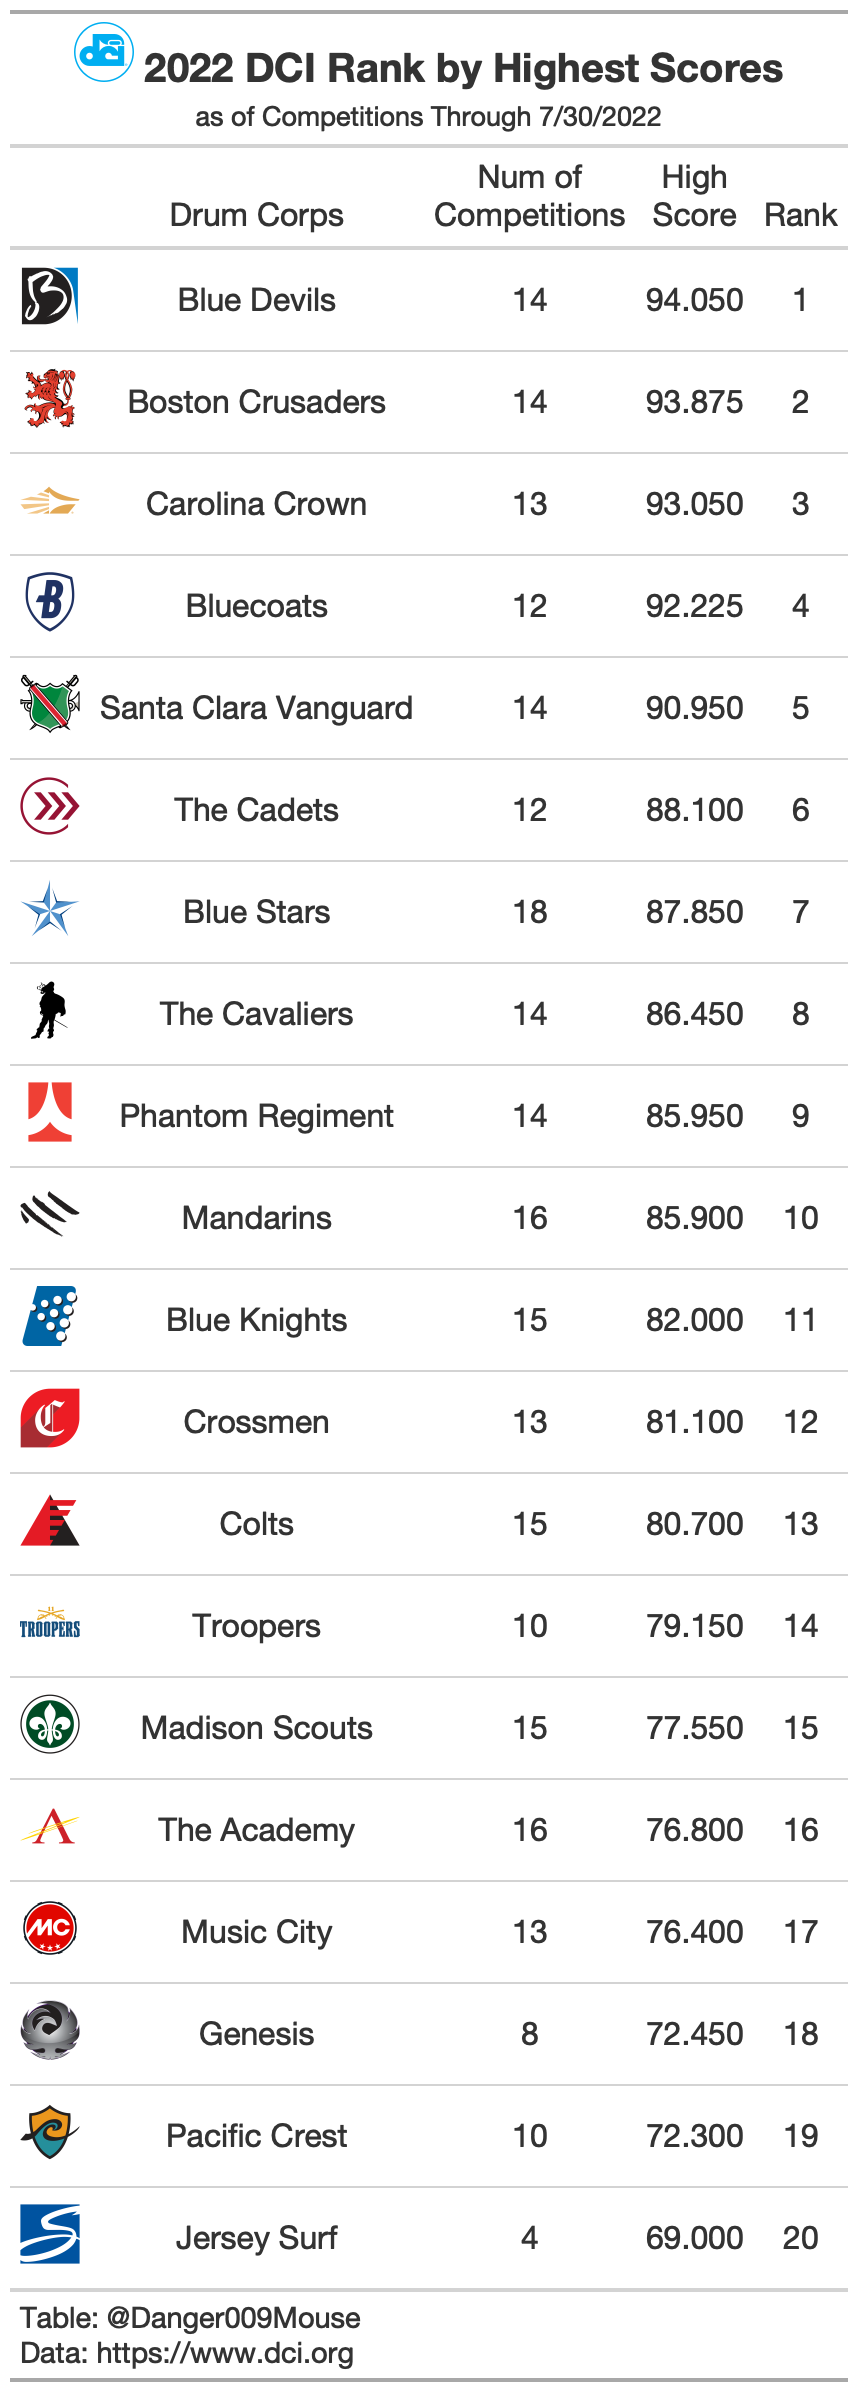 dci
2022 DCI Rank by Highest Scores
as of Competitions Through 7/30/2022
Drum Corps Num of Competitions High Score Rank
B Blue Devils 14 94.050 1
Boston Crusaders 14 93.875 2
Carolina Crown 13 93.050 3
B Bluecoats 12 92.225 4
Santa Clara Vanguard 14 90.950 5
The Cadets 12 88.100 6
Blue Stars 18 87.850 7
The Cavaliers 14 86.450 8
Phantom Regiment 14 85.950 9
Mandarins 16 85.900 10
Blue Knights 15 82.000 11
C Crossmen 13 81.100 12
Colts 15 80.700 13
TROOPERS Troopers 10 79.150 14
Madison Scouts 15 77.550 15
A The Academy 16 76.800 16
MC Music City 13 76.400 17
Genesis 8 72.450 18
Pacific Crest 10 72.300 19
S Jersey Surf 4 69.000 20
Table: @Danger009Mouse
Data: https://www.dci.org